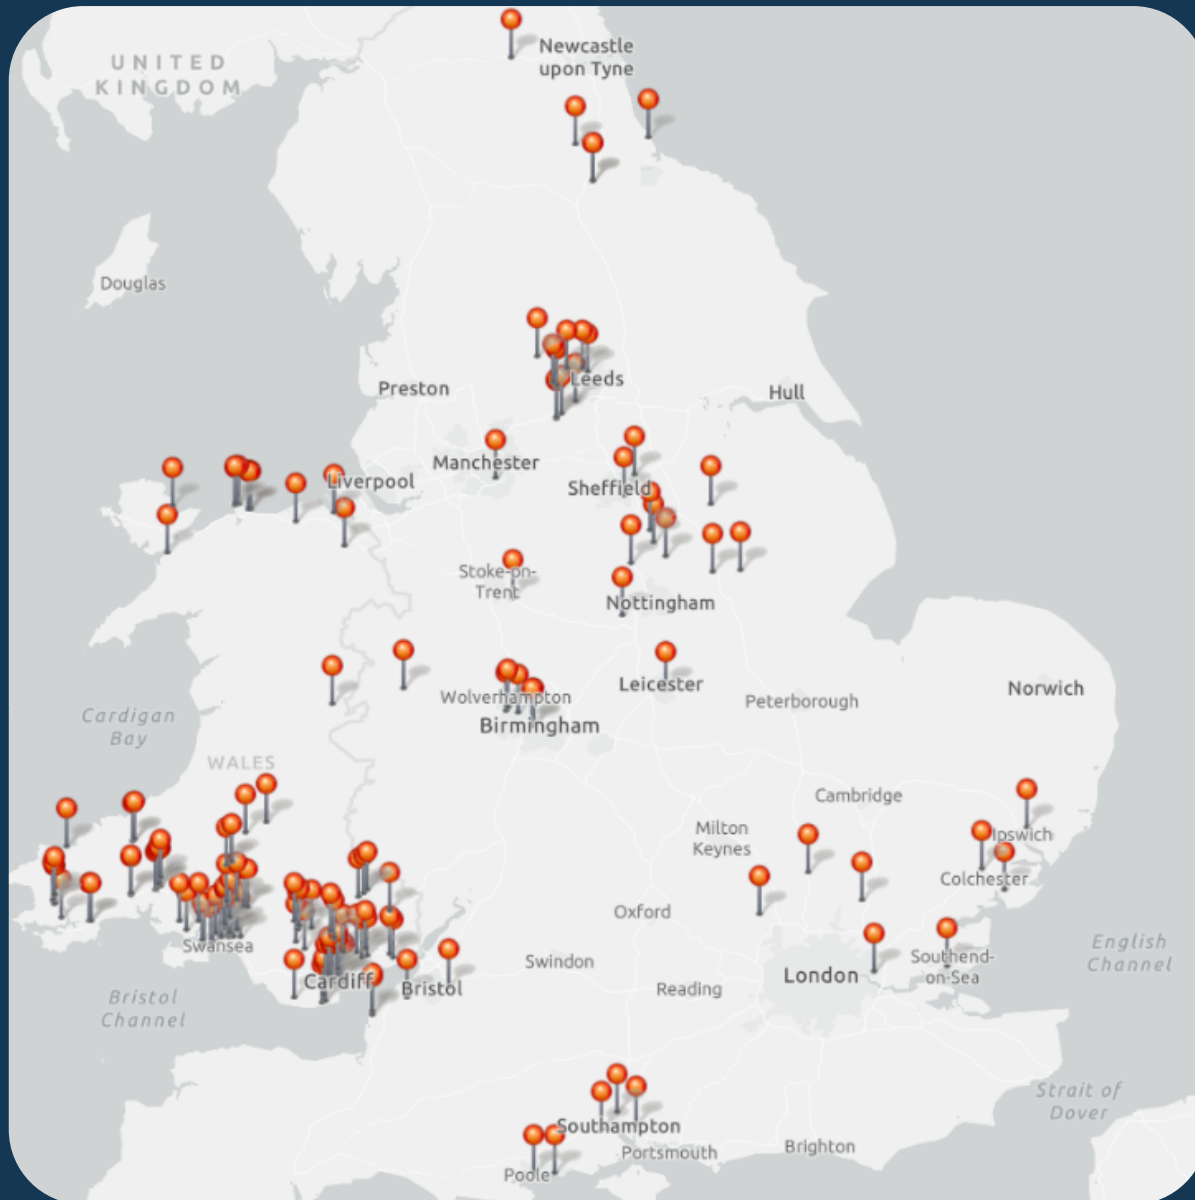 UNITED
KINGDOM
Newcastle
upon Tyne
Douglas
Preston
Leeds
Hull
Manchester
Liverpool
Sheffield
Stoke-on-
Trent
Nottingham
Leicester
Wolverhampton
Birmingham
Peterborough
Norwich
Cardigan
Bay
WALES
Cambridge
Milton
Keynes
Ipswich
Colchester
Oxford
Swansea
Swindon
Southend-
on-Sea
English
Channel
Cardiff
Bristol
Reading
London
Bristol
Channel
Strait of
Dover
Southampton
Portsmouth
Brighton
Poole